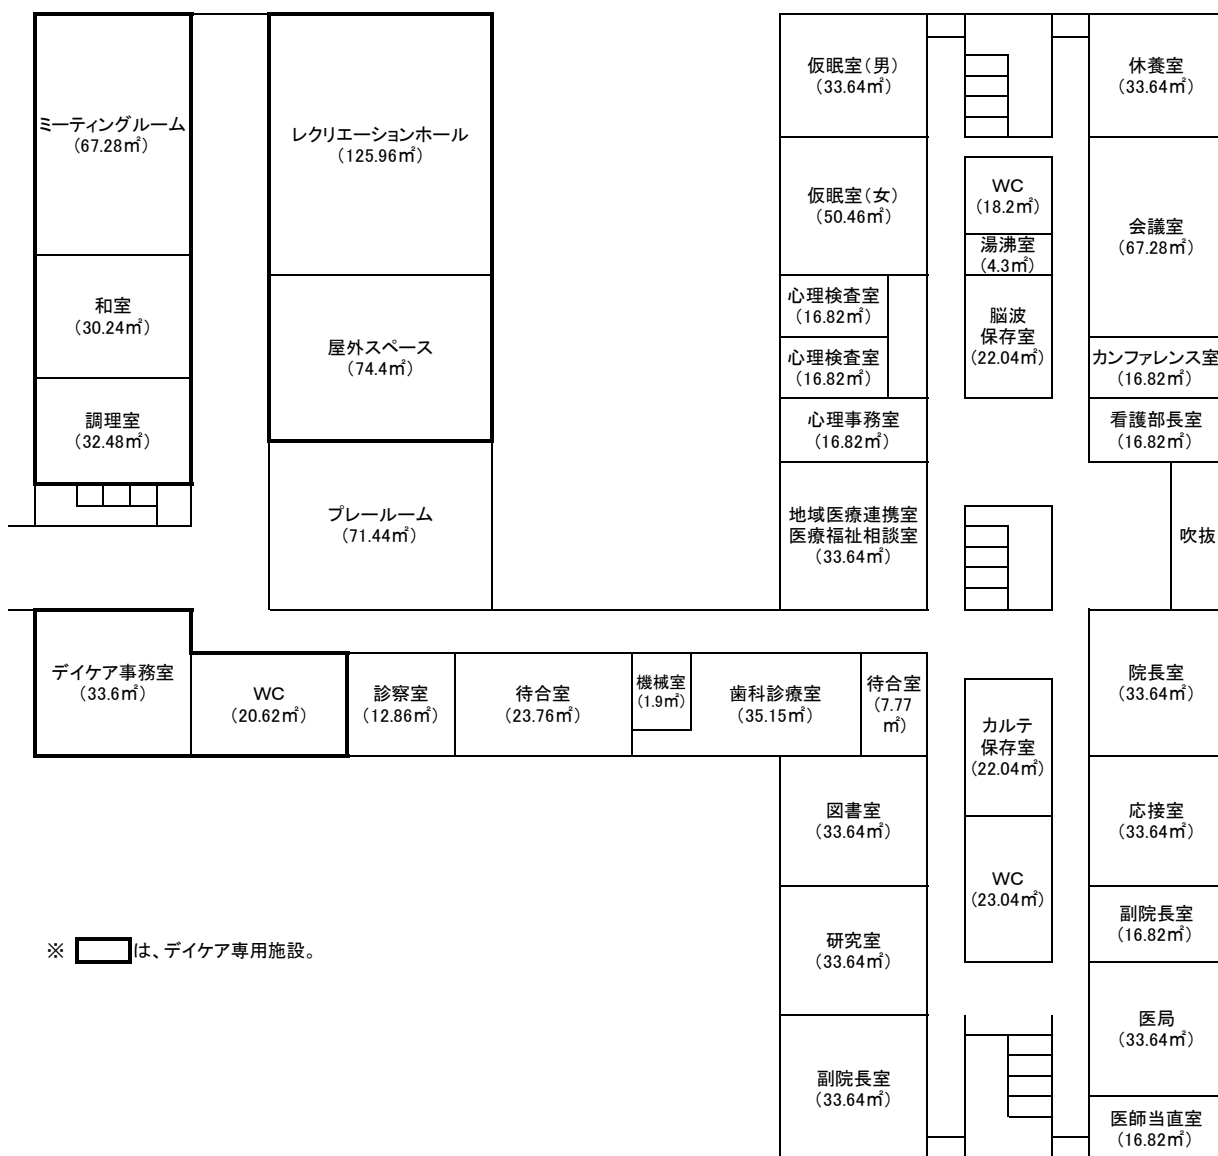 ミーティングルーム
(67.28㎡)
和室
(30.24㎡)
調理室
(32.48㎡)
レクリエーションホール
(125.96㎡)
屋外スペース
(74.4㎡)
プレールーム
(71.44㎡)
デイケア事務室
(33.6㎡)
WC
(20.62㎡)
診察室
(12.86㎡)
待合室
(23.76㎡)
機械室
(1.9㎡)
歯科診療室
(35.15㎡)
待合室
(7.77
㎡)
仮眠室(男)
(33.64㎡)
仮眠室(女)
(50.46㎡)
心理検査室
(16.82㎡)
心理検査室
(16.82㎡)
心理事務室
(16.82㎡)
地域医療連携室
医療福祉相談室
(33.64㎡)
図書室
(33.64㎡)
研究室
(33.64㎡)
副院長室
(33.64㎡)
WC
(18.2㎡)
湯沸室
(4.3㎡)
脳波
保存室
(22.04㎡)
カルテ
保存室
(22.04㎡)
WC
(23.04㎡)
休養室
(33.64㎡)
会議室
(67.28㎡)
カンファレンス室
(16.82㎡)
看護部長室
(16.82㎡)
吹抜
院長室
(33.64㎡)
応接室
(33.64㎡)
副院長室
(16.82㎡)
医局
(33.64㎡)
医師当直室
(16.82㎡)
※ は、デイケア専用施設。